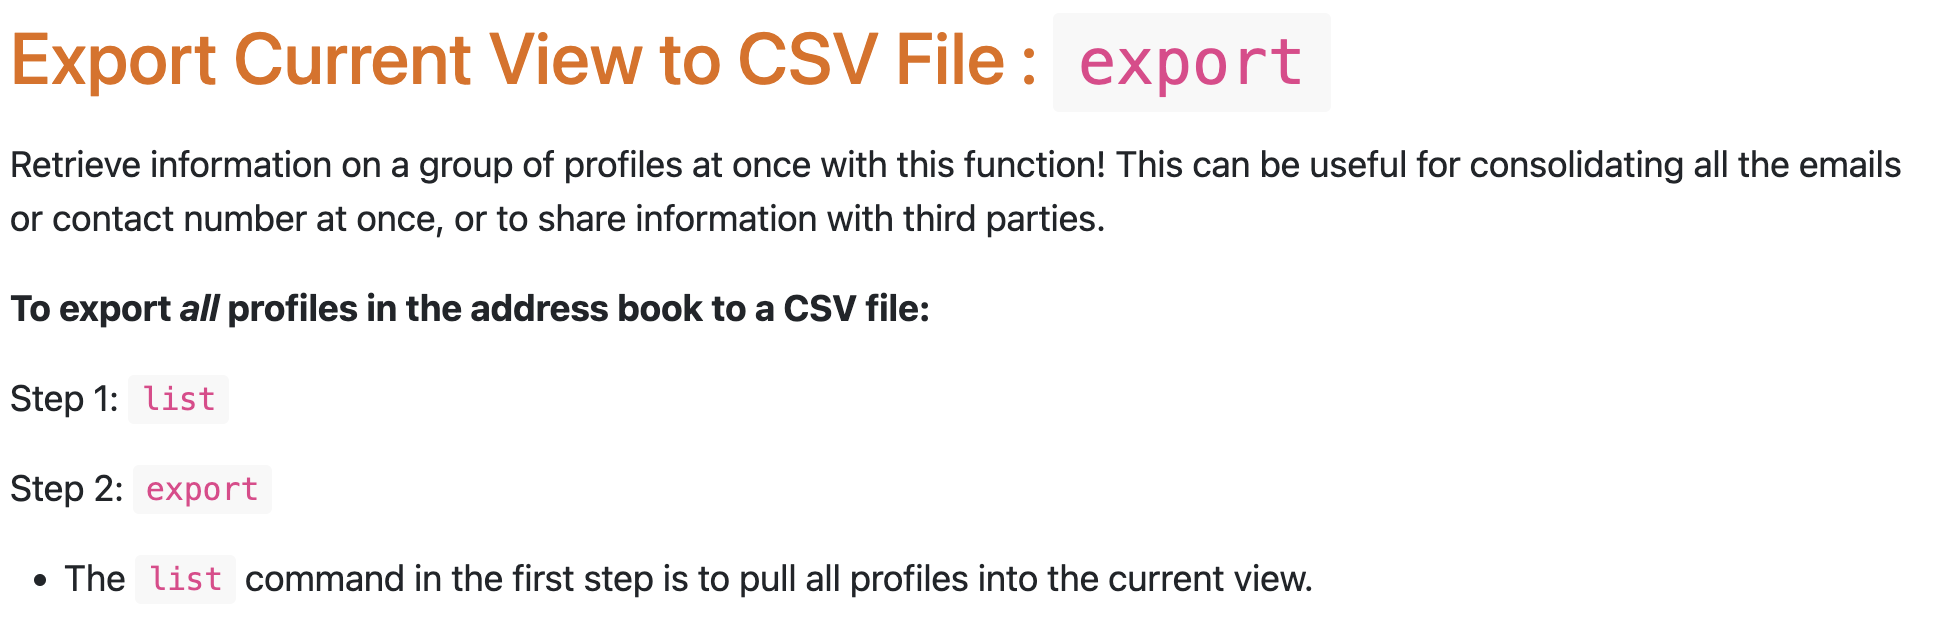 Export Current View to CSV File : export
Retrieve information on a group of profiles at once with this function! This can be useful for consolidating all the emails
or contact number at once, or to share information with third parties.
To export all profiles in the address book to a CSV file:
Step 1: list
Step 2: export
• The list command in the first step is to pull all profiles into the current view.